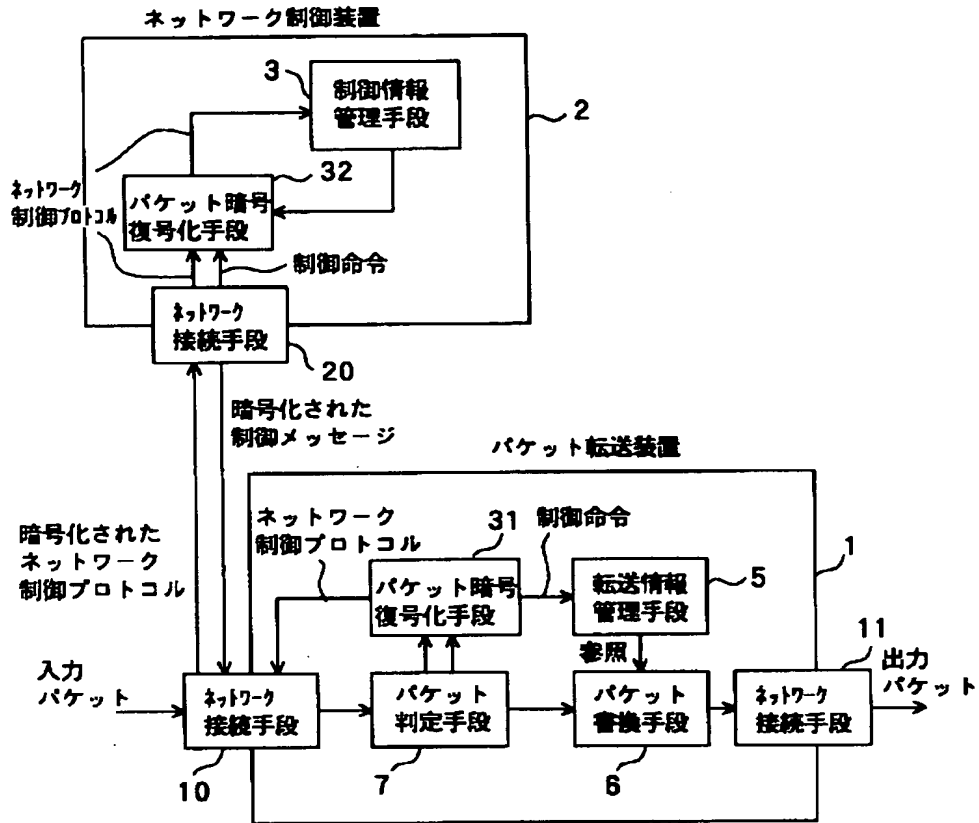 ネットワーク制御装置
3
制御情報
管理手段
2
32
ネットワーク
制御プロトコル
パケット暗号
復号化手段
制御命令
ネットワーク
接続手段
20
暗号化された
制御メッセージ
パケット転送装置
暗号化された
ネットワーク
制御プロトコル
ネットワーク
制御プロトコル
31
制御命令
1
パケット暗号
復号化手段
転送情報
管理手段
5
参照
11
入力
パケット
ネットワーク
接続手段
パケット
判定手段
パケット
書換手段
ネットワーク
接続手段
出力
パケット
10
7
6